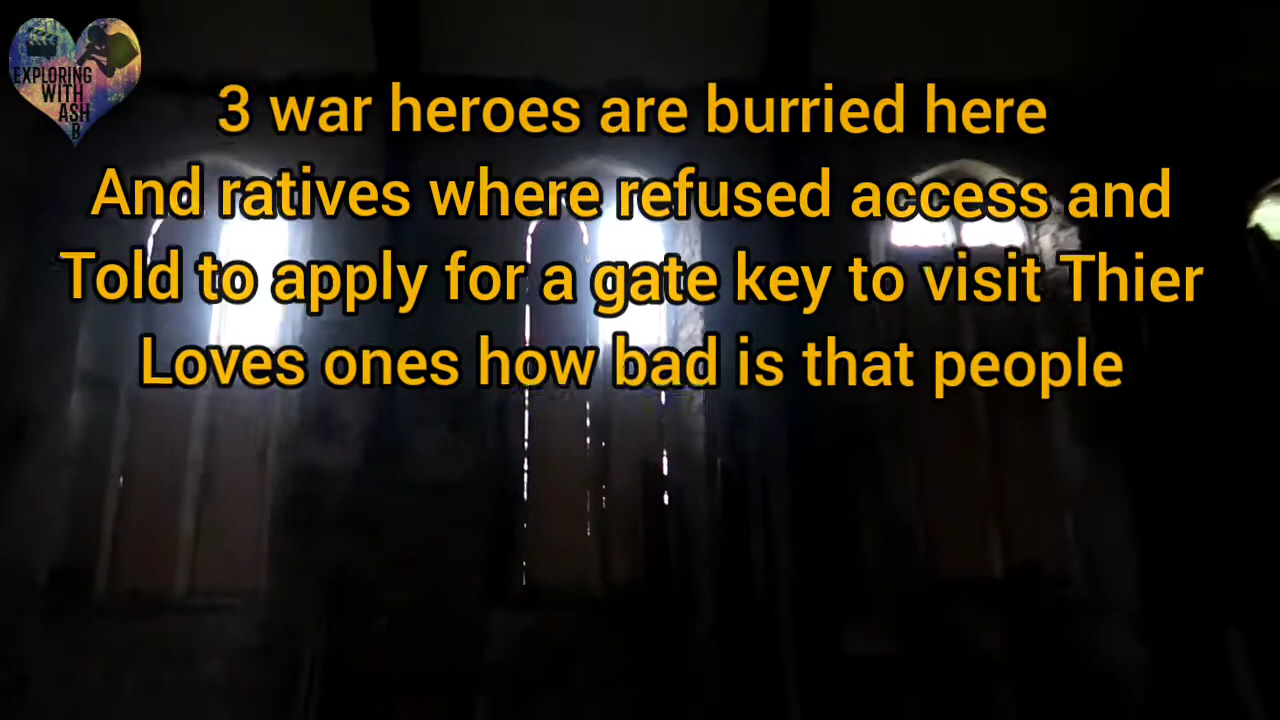 EXPLORING
WITH
ASH
B
3 war heroes are burried here
And ratives where refused access and
Told to apply for a gate key to visit Thier
Loves ones how bad is that people